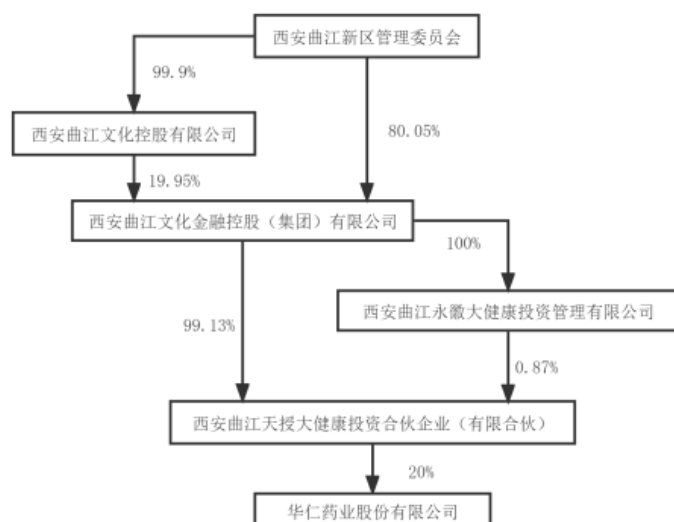 西安曲江新区管理委员会
99.9%
西安曲江文化控股有限公司
80.05%
19.95%
西安曲江文化金融控股（集团）有限公司
100%
西安曲江永徽大健康投资管理有限公司
99.13%
0.87%
西安曲江天授大健康投资合伙企业（有限合伙）
20%
华仁药业股份有限公司